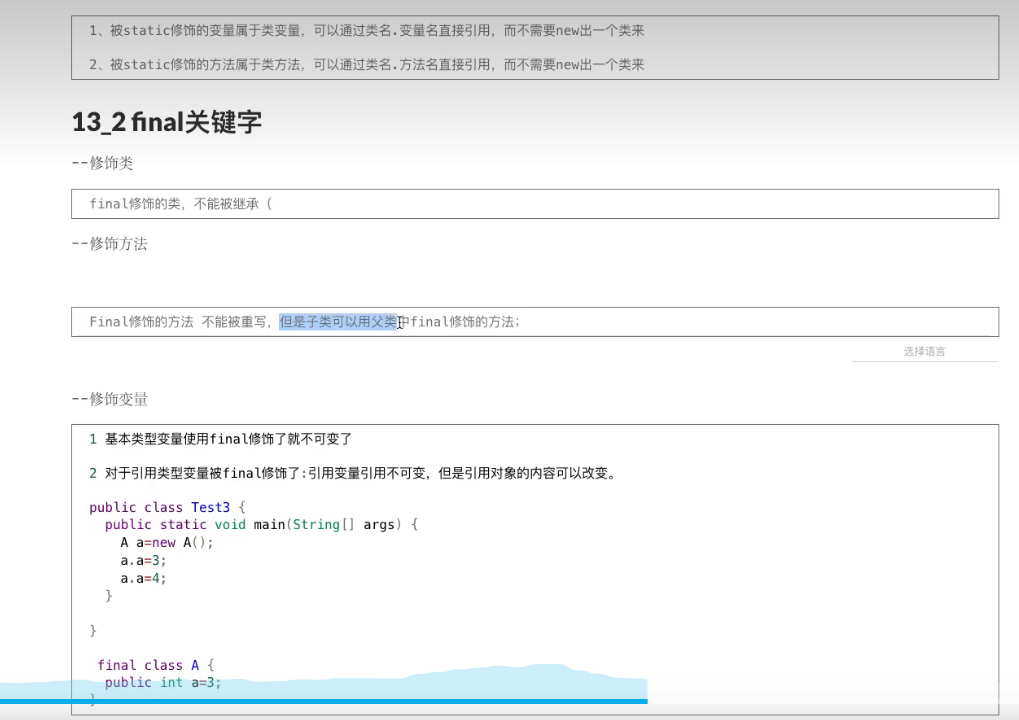 1、被static修饰的变量属于类变量，可以通过类名.变量名直接引用，而不需要new出一个类来
2、被static修饰的方法属于类方法，可以通过类名.方法名直接引用，而不需要new出一个类来
13_2 final关键字
--修饰类
final修饰的类，不能被继承（
--修饰方法
Final修饰的方法 不能被重写，但是子类可以用父类中final修饰的方法；
选择语言
--修饰变量
1 基本类型变量使用final修饰了就不可变了
2 对于引用类型变量被final修饰了：引用变量引用不可变，但是引用对象的内容可以改变。
public class Test3 {
public static void main(String[] args) {
A a=new A();
a.a=3;
a.a=4;
}
}
final class A {
public int a=3;
}